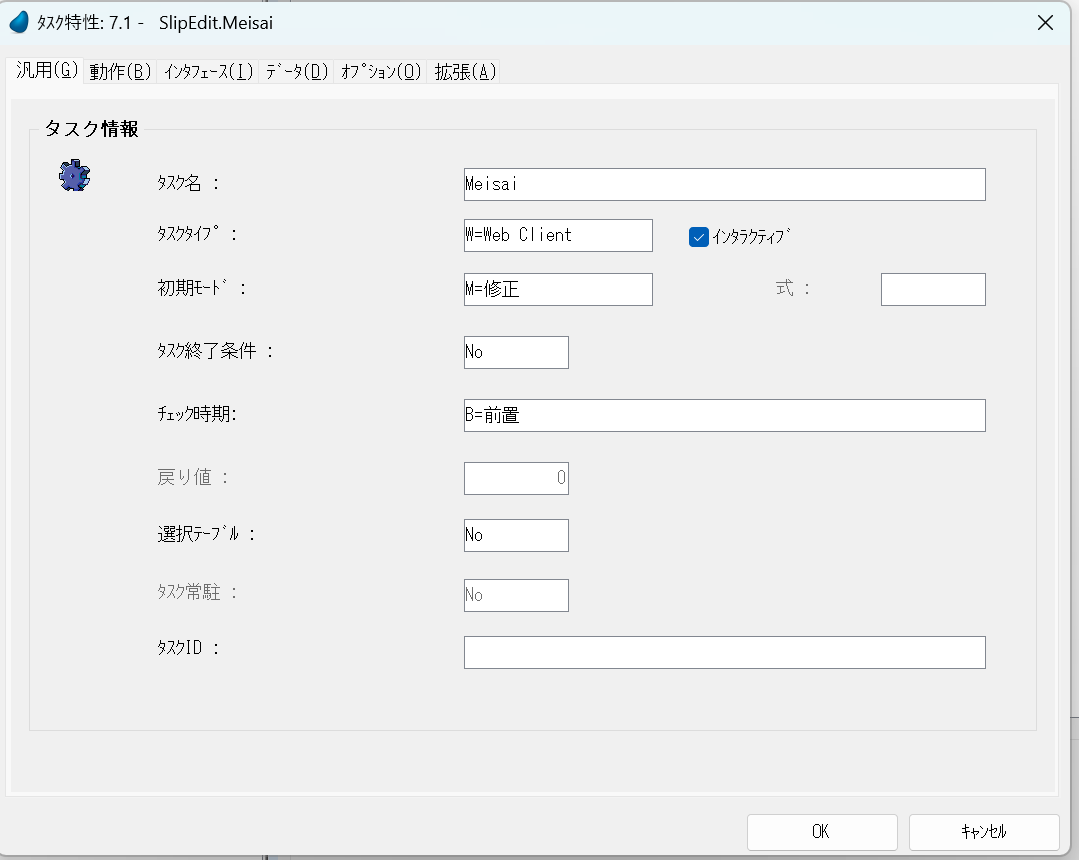 ﾀｽｸ特性: 7.1 -   SlipEdit.Meisai
汎用(G) 動作(B) ｲﾝﾀﾌｪｰｽ(I) ﾃﾞｰﾀ(D) ｵﾌﾟｼｮﾝ(O) 拡張(A)
タスク情報
ﾀｽｸ名 : Meisai
ﾀｽｸﾀｲﾌﾟ : W=Web Client ｲﾝﾀﾗｸﾃｨﾌﾞ
初期ﾓｰﾄﾞ : M=修正 式 :
ﾀｽｸ終了条件 : No
ﾁｪｯｸ時期: B=前置
戻り値 : 0
選択ﾃｰﾌﾞﾙ : No
ﾀｽｸ常駐 : No
ﾀｽｸID :
OK ｷｬﾝｾﾙ